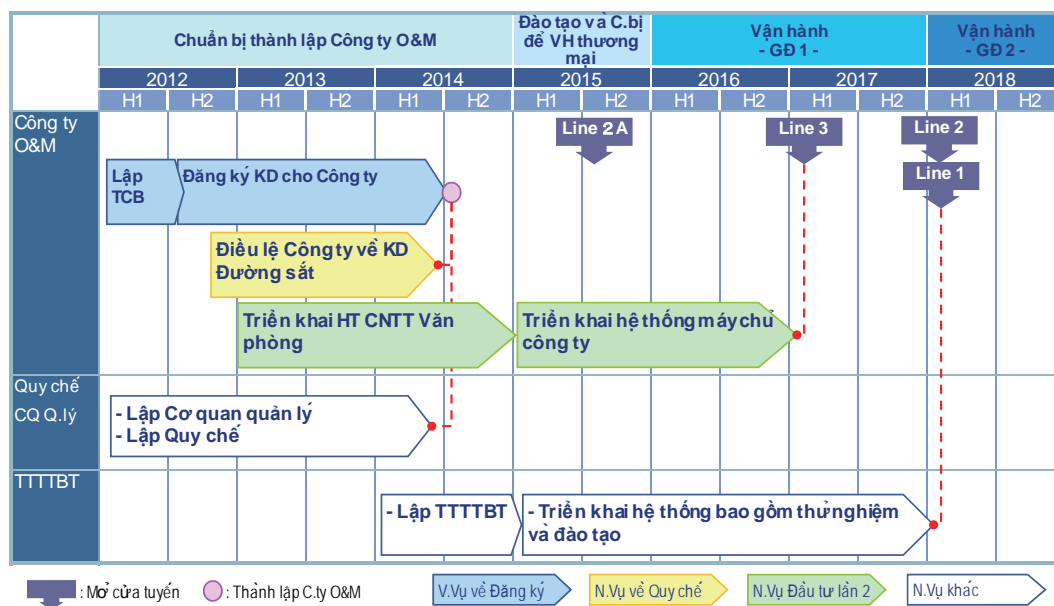 Chuẩn bị thành lập Công ty O&M
Đào tạo và C.bị
để VH thương
mại
Vận hành
- GĐ 1 -
Vận hành
- GĐ 2 -
2012 2013 2014 2015 2016 2017 2018
H1 H2 H1 H2 H1 H2 H1 H2 H1 H2 H1 H2 H1 H2
Công ty
O&M
Line 2A
Line 3
Line 2
Line 1
Lập
TCB
Đăng ký KD cho Công ty
Điều lệ Công ty về KD
Đường sắt
Triển khai HT CNTT Văn
phòng
Triển khai hệ thống máy chủ
công ty
Quy chế
CQ Q.lý
- Lập Cơ quan quản lý
- Lập Quy chế
TTTTBT
- Lập TTTTBT
- Triển khai hệ thống bao gồm thử nghiệm
và đào tạo
: Mở cửa tuyến
: Thành lập C.ty O&M
V.Vụ về Đăng ký
N.Vụ về Quy chế
N.Vụ Đầu tư lần 2
N.Vụ khác